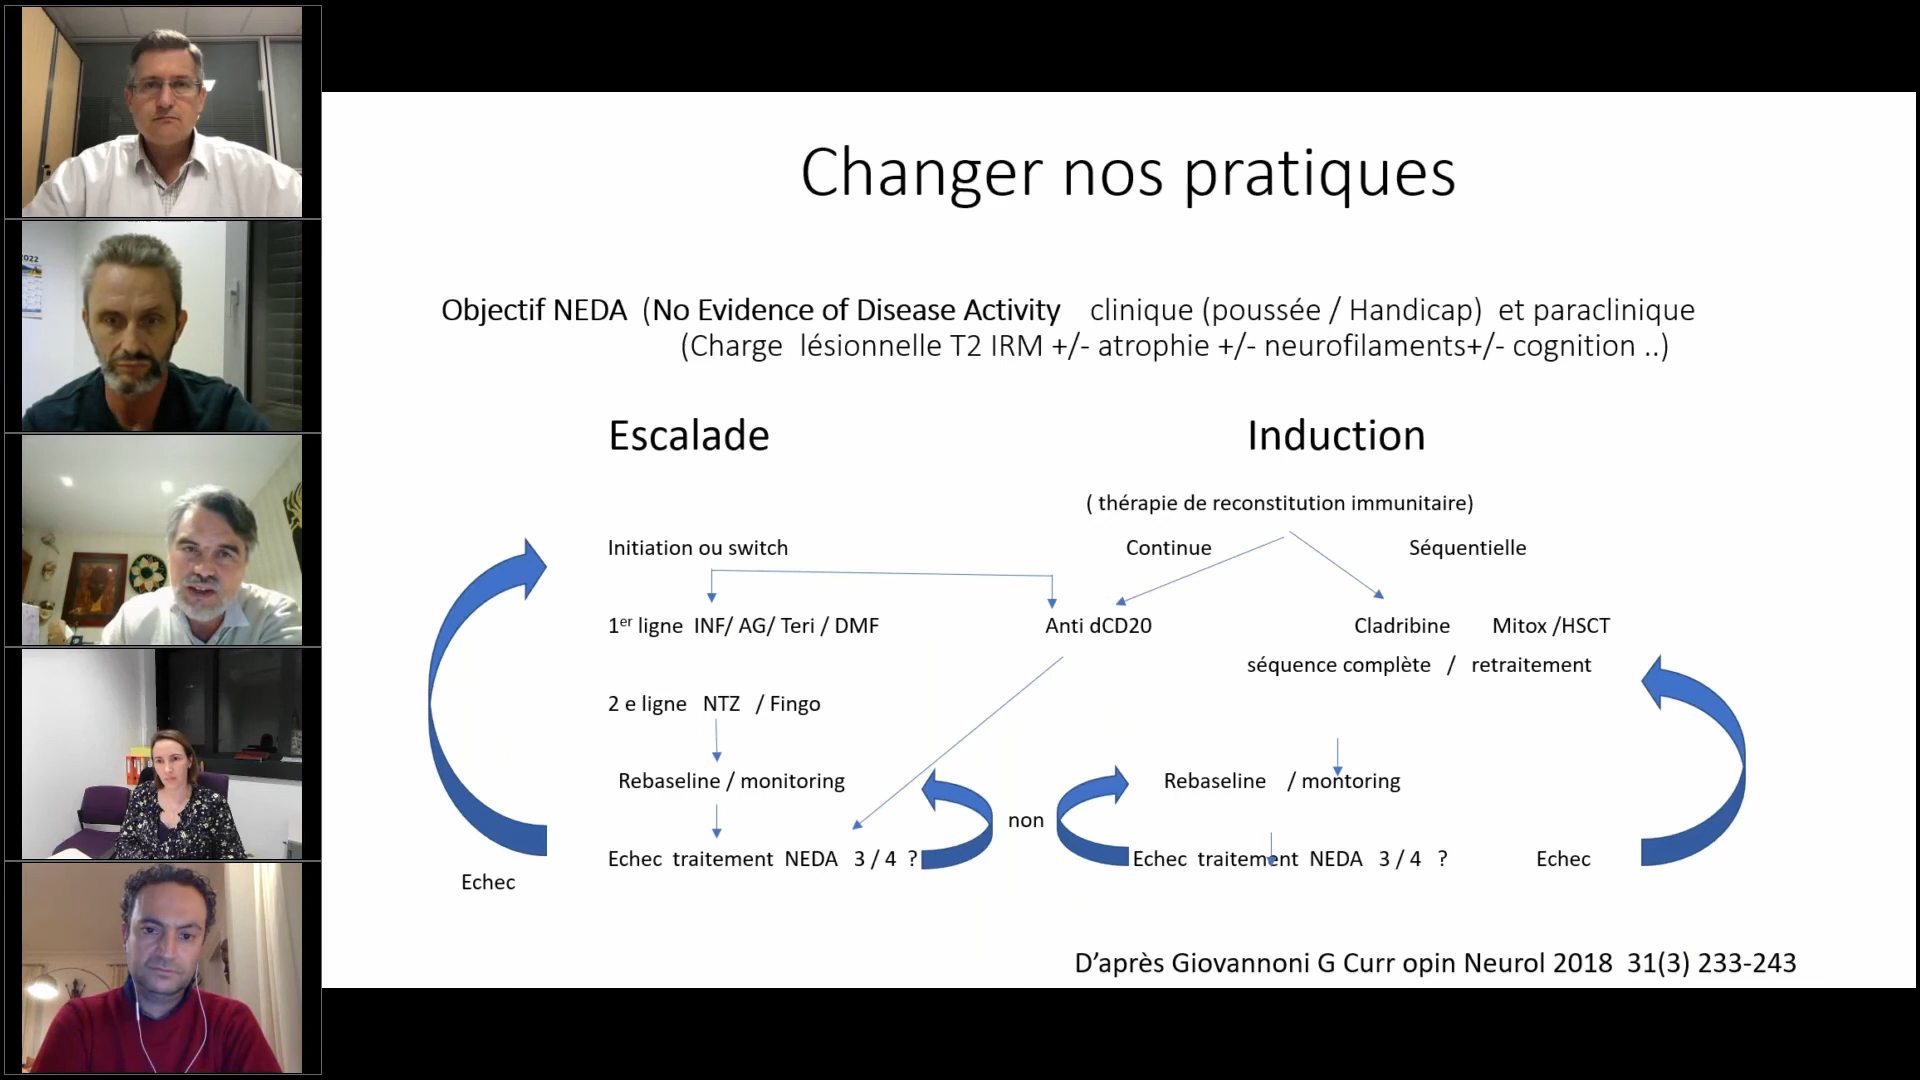 Changer nos pratiques
Objectif NEDA (No Evidence of Disease Activity clinique (poussée / Handicap) et paraclinique
(Charge lésionnelle T2 IRM +/- atrophie +/- neurofilaments+/- cognition ..)
Escalade
Induction
( thérapie de reconstitution immunitaire)
Initiation ou switch
Continue
Séquentielle
1er ligne INF/ AG/ Teri / DMF
Anti dCD20
Cladribine
Mitox /HSCT
séquence complète / retraitement
2 e ligne NTZ / Fingo
Rebaseline / monitoring
Rebaseline / montoring
non
Echec traitement NEDA 3 / 4 ?
Echec traitement NEDA 3 / 4 ?
Echec
Echec
D’après Giovannoni G Curr opin Neurol 2018 31(3) 233-243